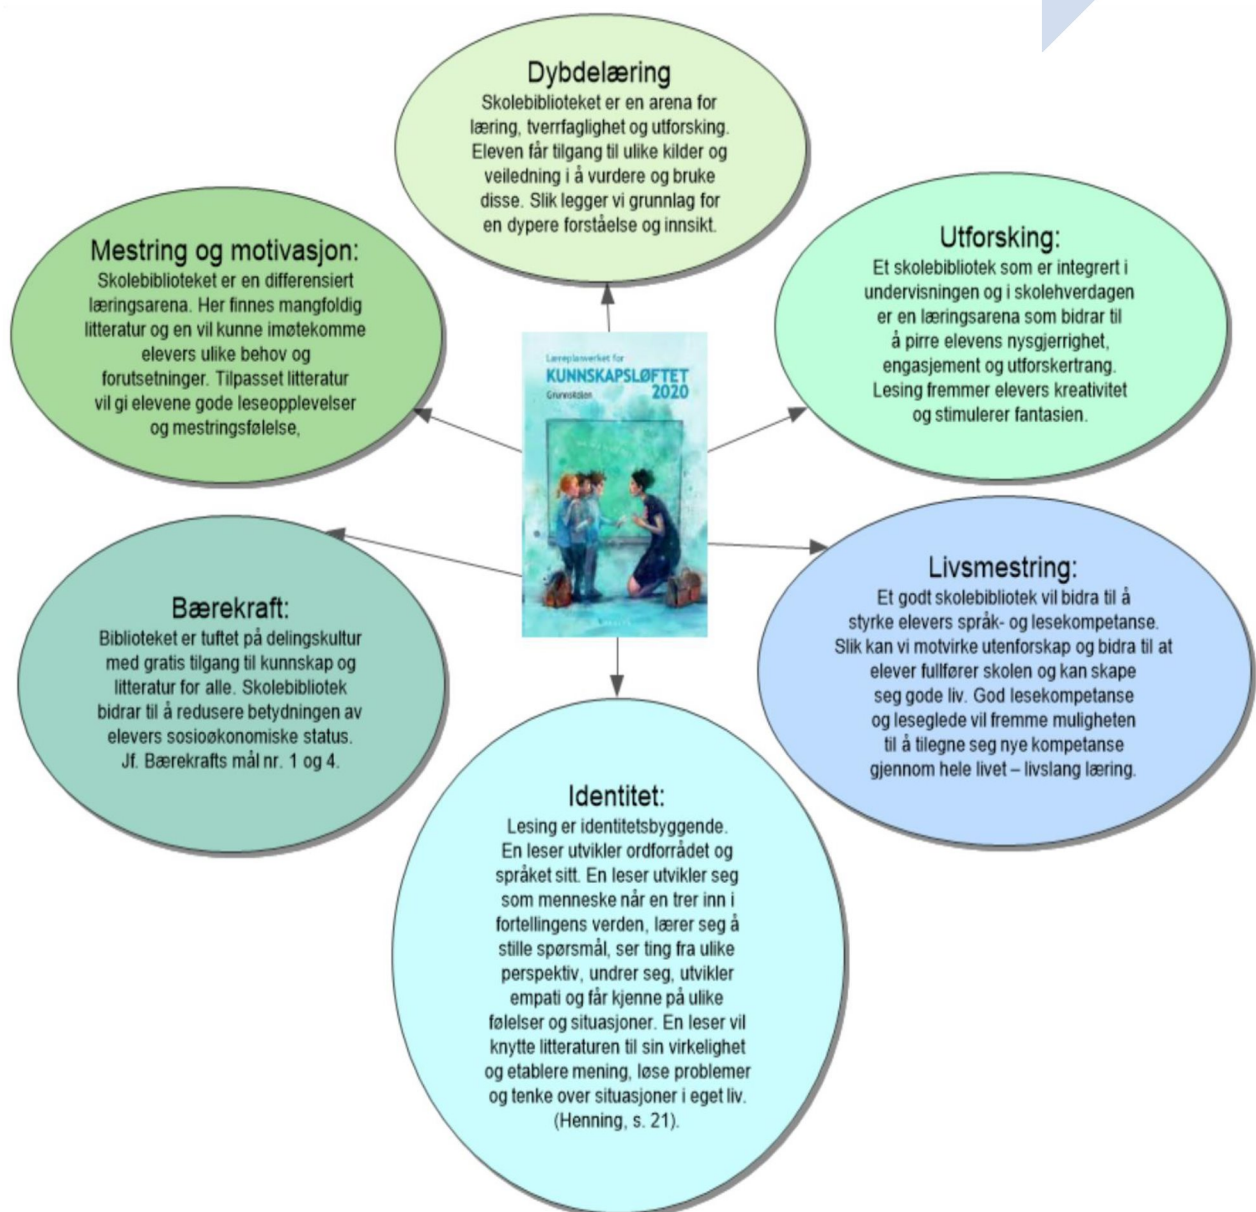 Dybdelæring
Skolebiblioteket er en arena for
læring, tverrfaglighet og utforsking.
Eleven får tilgang til ulike kilder og
veiledning i å vurdere og bruke
disse. Slik legger vi grunnlag for
en dypere forståelse og innsikt.
Mestring og motivasjon:
Skolebiblioteket er en differensiert
læringsarena. Her finnes mangfoldig
litteratur og en vil kunne imøtekomme
elevers ulike behov og
forutsetninger. Tilpasset litteratur
vil gi elevene gode leseopplevelser
og mestringsfølelse,
Utforsking:
Et skolebibliotek som er integrert i
undervisningen og i skolehverdagen
er en læringsarena som bidrar til
å pirre elevens nysgjerrighet,
engasjement og utforskertrang.
Lesing fremmer elevers kreativitet
og stimulerer fantasien.
Læreplanverket for
KUNNSKAPSLØFTET
2020
Grunnskolen
Bærekraft:
Biblioteket er tuftet på delingskultur
med gratis tilgang til kunnskap og
litteratur for alle. Skolebibliotek
bidrar til å redusere betydningen av
elevers sosioøkonomiske status.
Jf. Bærekrafts mål nr. 1 og 4.
Livsmestring:
Et godt skolebibliotek vil bidra til å
styrke elevers språk- og lesekompetanse.
Slik kan vi motvirke utenforskap og bidra til at
elever fullfører skolen og kan skape
seg gode liv. God lesekompetanse
og leseglede vil fremme muligheten
til å tilegne seg nye kompetanse
gjennom hele livet – livslang læring.
Identitet:
Lesing er identitetsbyggende.
En leser utvikler ordforrådet og
språket sitt. En leser utvikler seg
som menneske når en trer inn i
fortellingens verden, lærer seg å
stille spørsmål, ser ting fra ulike
perspektiv, undrer seg, utvikler
empati og får kjenne på ulike
følelser og situasjoner. En leser vil
knytte litteraturen til sin virkelighet
og etablere mening, løse problemer
og tenke over situasjoner i eget liv.
(Henning, s. 21).